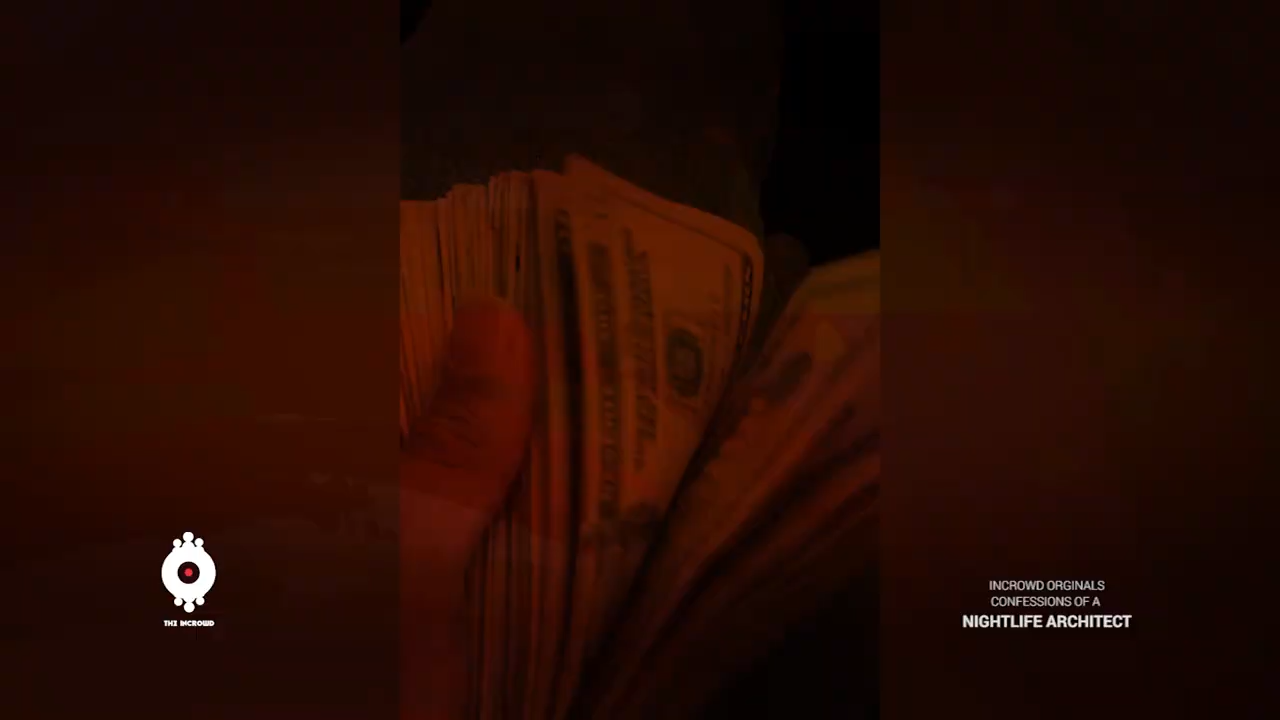 THE INCROWD
INCROWD ORGINALS
CONFESSIONS OF A
NIGHTLIFE ARCHITECT